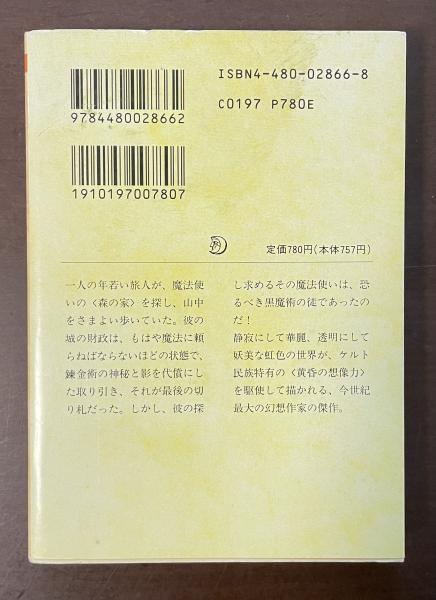 ISBN4-480-02866-8
C0197 P780E
9784480028662
1910197007807
定価780円(本体757円)
一人の年若い旅人が、魔法使
いの〈森の家〉を探し、山中
をさまよい歩いていた。彼の
城の財政は、もはや魔法に頼
らねばならないほどの状態で、
錬金術の神秘と影を代償にし
た取り引き、それが最後の切
り札だった。しかし、彼の探
し求めるその魔法使いは、恐
るべき黒魔術の徒であったの
だ！
静寂にして華麗、透明にして
妖美な虹色の世界が、ケルト
民族特有の〈黄昏の想像力〉
を駆使して描かれる、今世紀
最大の幻想作家の傑作。